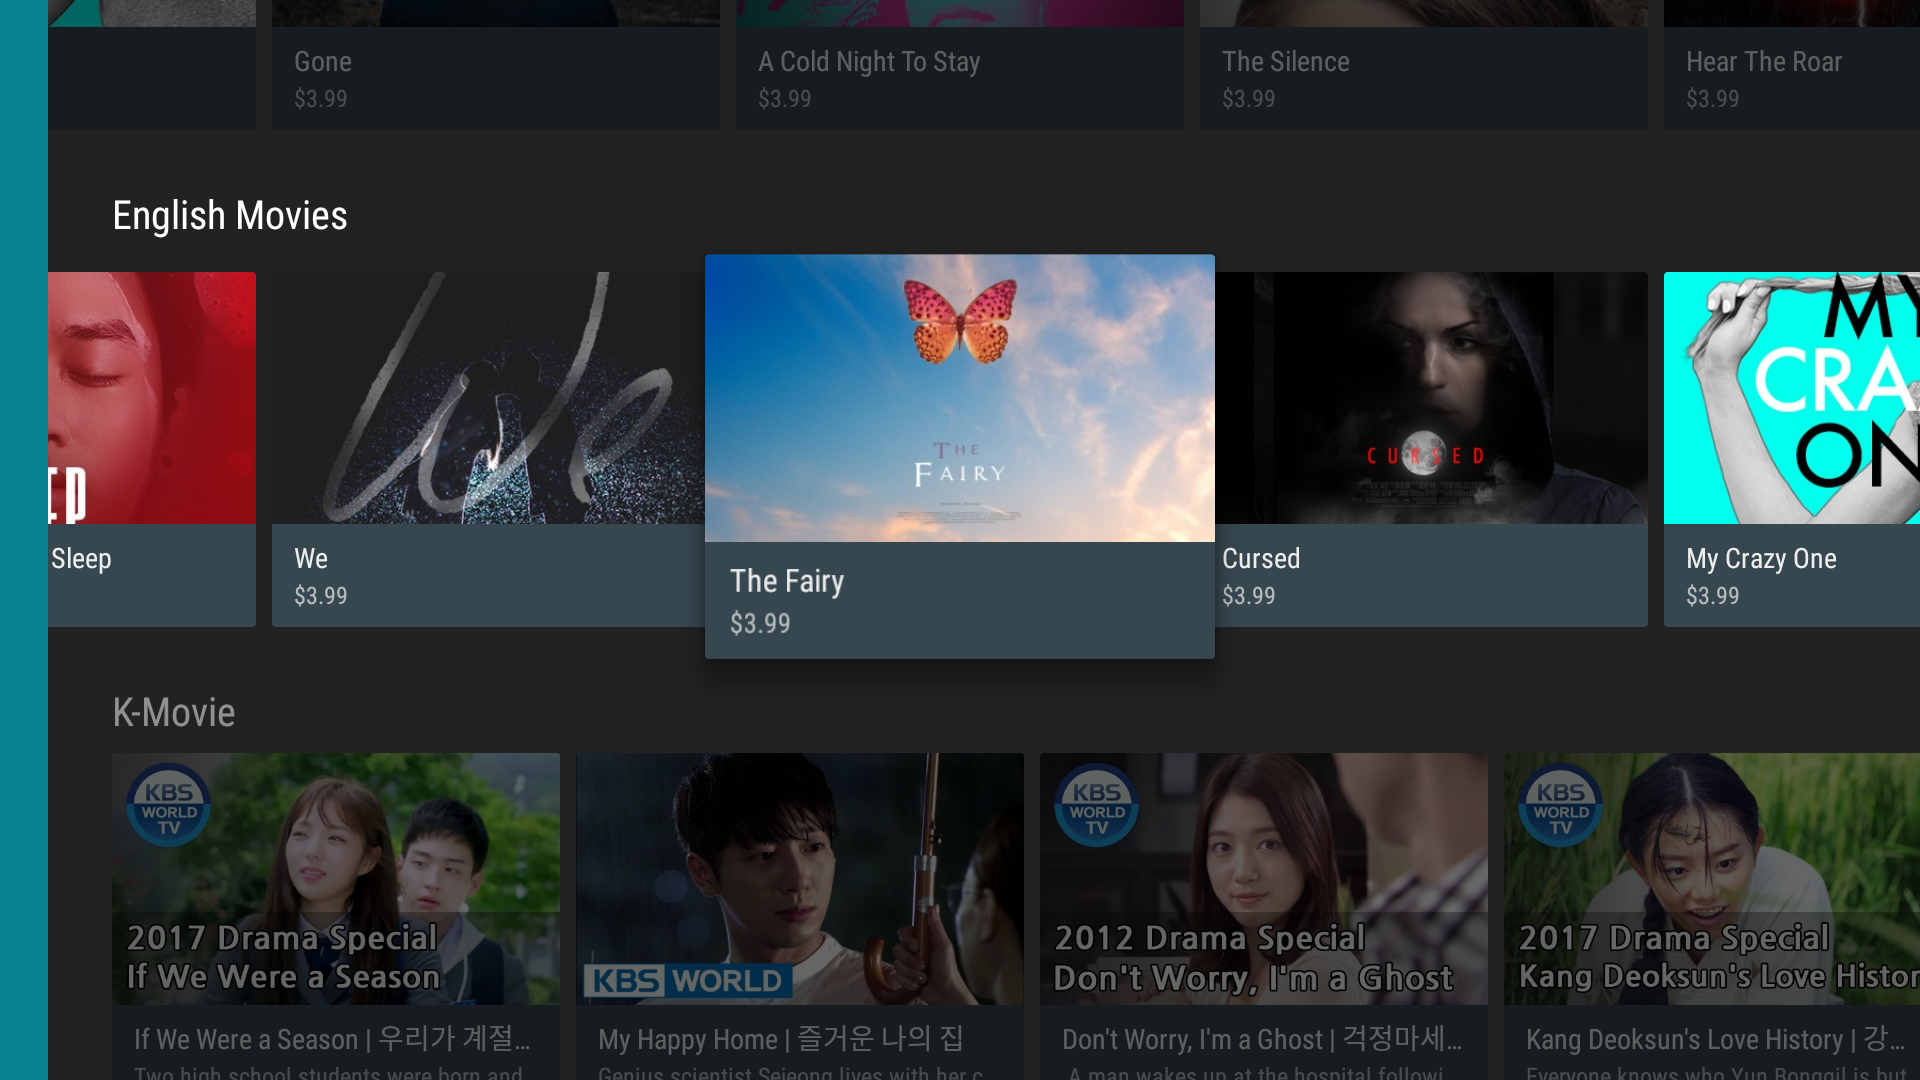 Gone
$3.99
A Cold Night To Stay
$3.99
The Silence
$3.99
Hear The Roar
$3.99
English Movies
Sleep
We
We
$3.99
THE
FAIRY
The Fairy
$3.99
CURSED
Cursed
$3.99
MY
CRA
ON
My Crazy One
$3.99
K-Movie
KBS
WORLD
TV
2017 Drama Special
If We Were a Season
If We Were a Season | 우리가 계절...
Two high school students were born and
KBS WORLD
My Happy Home | 즐거운 나의 집
Genius scientist Sejeong lives with her c
KBS
WORLD
TV
2012 Drama Special
Don't Worry, I'm a Ghost
Don't Worry, I'm a Ghost | 걱정마세...
A man wakes up at the hospital followi
KBS
WORLD
TV
2017 Drama Special
Kang Deoksun's Love Histor
Kang Deoksun's Love History | 강...
Everyone knows who Yun Bonggil is but